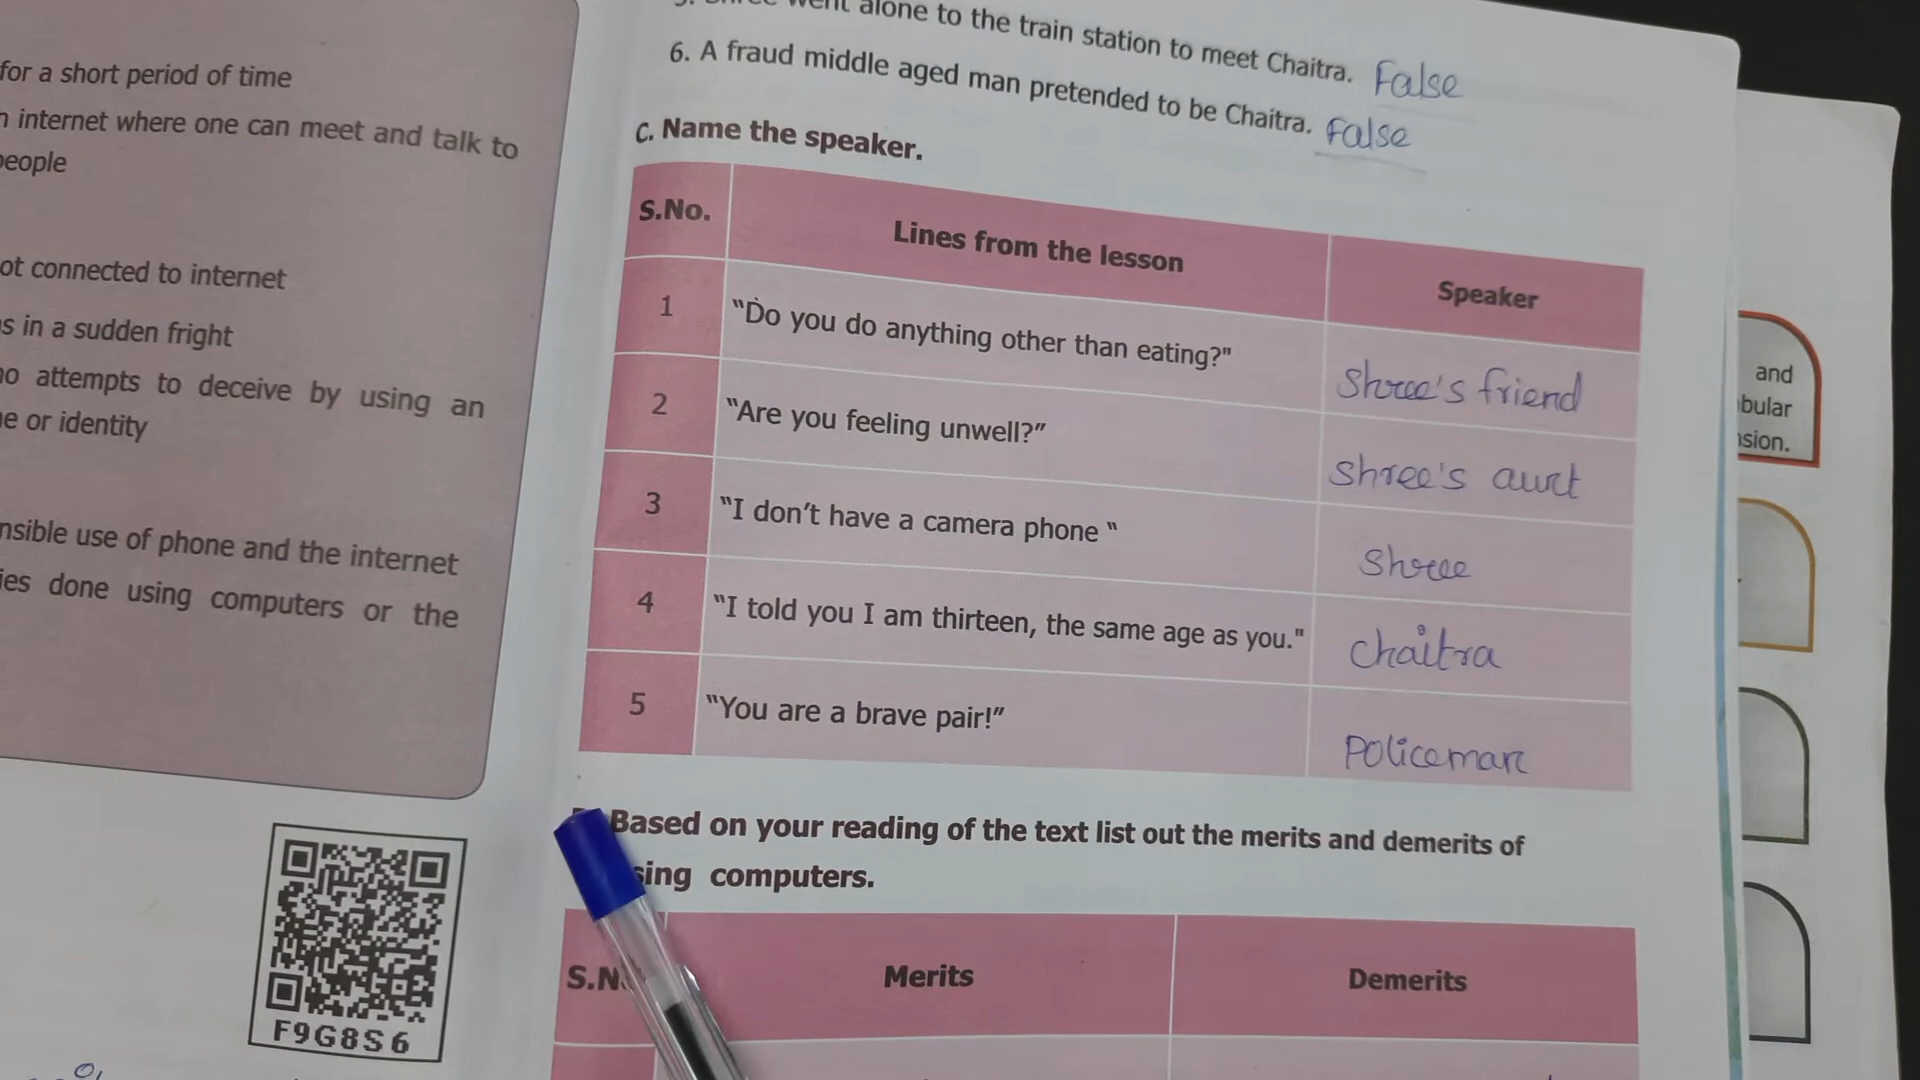 for a short period of time
internet where one can meet and talk to
people
ot connected to internet
s in a sudden fright
no attempts to deceive by using an
e or identity
nsible use of phone and the internet
ies done using computers or the
F9G8S6
went alone to the train station to meet Chaitra. False
6. A fraud middle aged man pretended to be Chaitra. False
C. Name the speaker.
S.No. Lines from the lesson Speaker
1 "Do you do anything other than eating?" Shree's friend
2 "Are you feeling unwell?" Shree's aunt
3 "I don't have a camera phone " Shree
4 "I told you I am thirteen, the same age as you." Chaitra
5 "You are a brave pair!" Policeman
Based on your reading of the text list out the merits and demerits of
sing computers.
S.N Merits Demerits
and
bular
nsion.